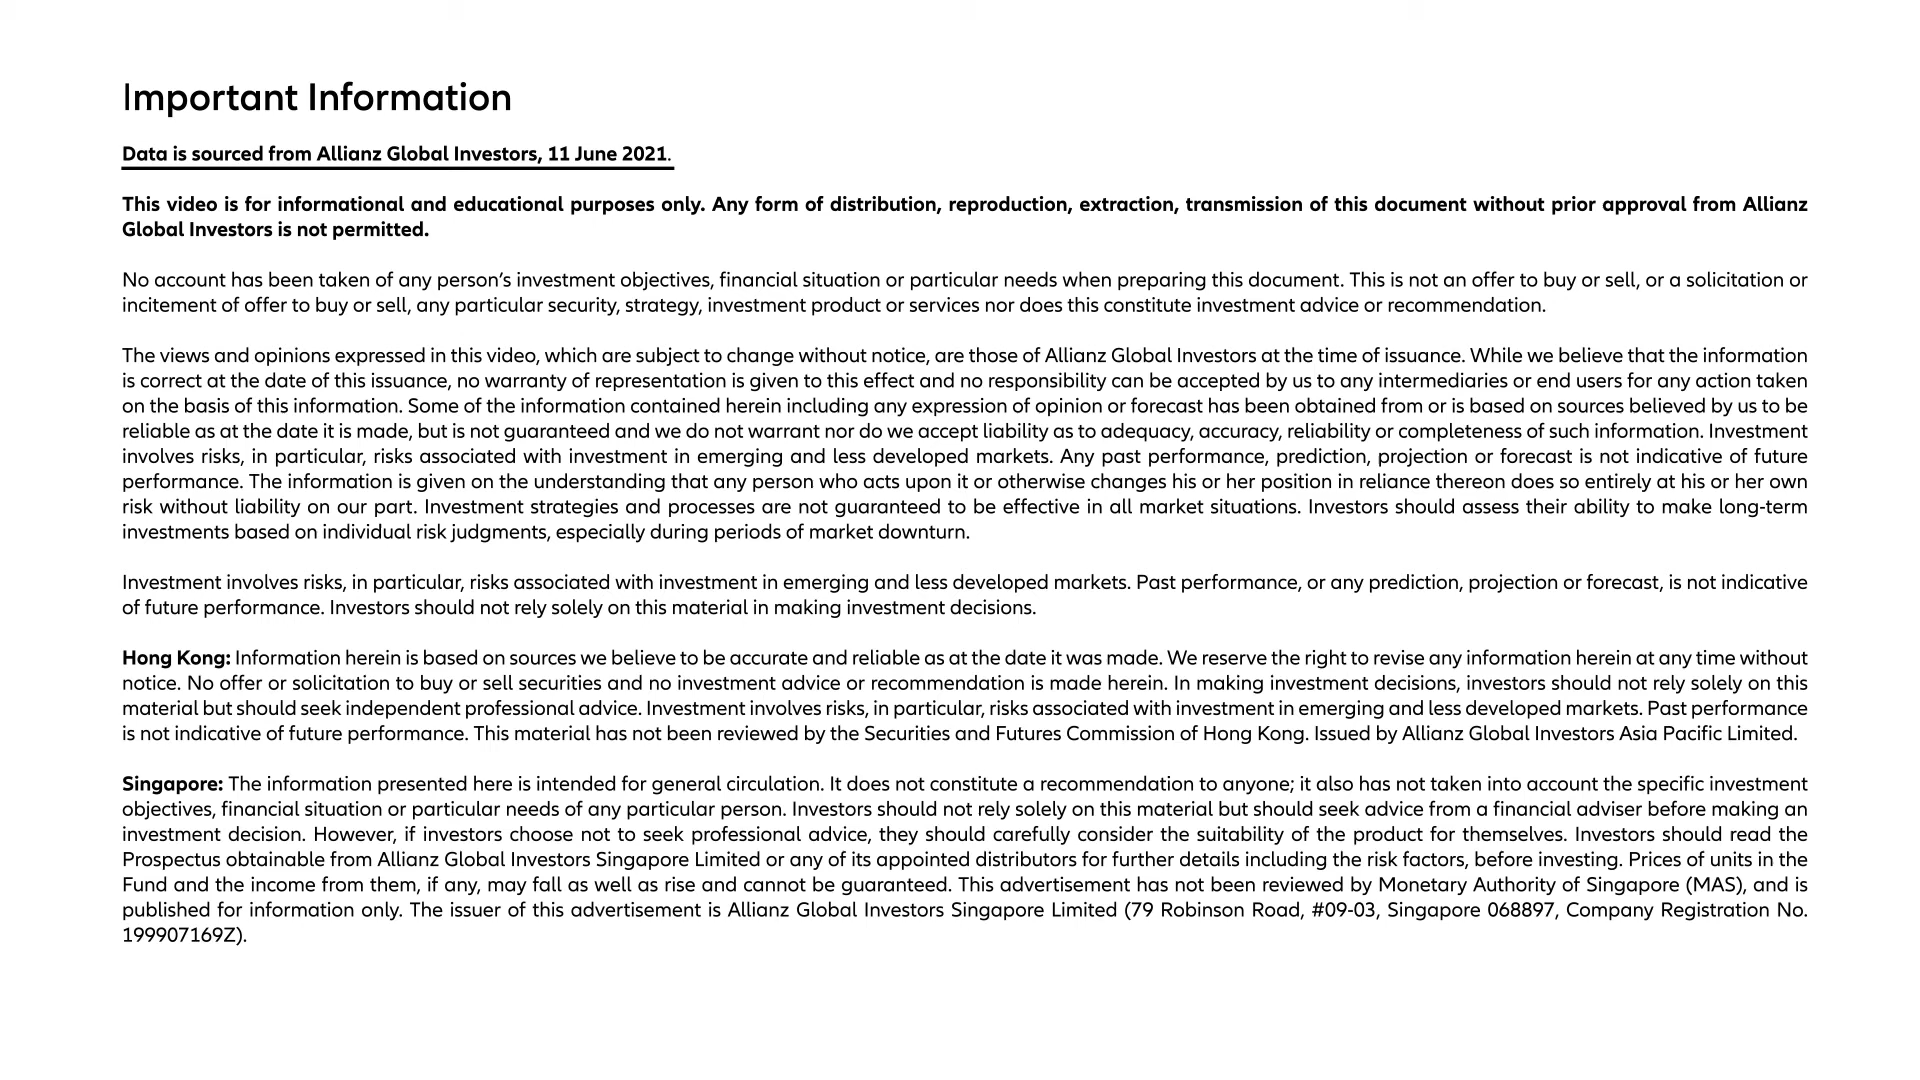 Important Information
Data is sourced from Allianz Global Investors, 11 June 2021.
This video is for informational and educational purposes only. Any form of distribution, reproduction, extraction, transmission of this document without prior approval from Allianz
Global Investors is not permitted.
No account has been taken of any person’s investment objectives, financial situation or particular needs when preparing this document. This is not an offer to buy or sell, or a solicitation or
incitement of offer to buy or sell, any particular security, strategy, investment product or services nor does this constitute investment advice or recommendation.
The views and opinions expressed in this video, which are subject to change without notice, are those of Allianz Global Investors at the time of issuance. While we believe that the information
is correct at the date of this issuance, no warranty of representation is given to this effect and no responsibility can be accepted by us to any intermediaries or end users for any action taken
on the basis of this information. Some of the information contained herein including any expression of opinion or forecast has been obtained from or is based on sources believed by us to be
reliable as at the date it is made, but is not guaranteed and we do not warrant nor do we accept liability as to adequacy, accuracy, reliability or completeness of such information. Investment
involves risks, in particular, risks associated with investment in emerging and less developed markets. Any past performance, prediction, projection or forecast is not indicative of future
performance. The information is given on the understanding that any person who acts upon it or otherwise changes his or her position in reliance thereon does so entirely at his or her own
risk without liability on our part. Investment strategies and processes are not guaranteed to be effective in all market situations. Investors should assess their ability to make long-term
investments based on individual risk judgments, especially during periods of market downturn.
Investment involves risks, in particular, risks associated with investment in emerging and less developed markets. Past performance, or any prediction, projection or forecast, is not indicative
of future performance. Investors should not rely solely on this material in making investment decisions.
Hong Kong: Information herein is based on sources we believe to be accurate and reliable as at the date it was made. We reserve the right to revise any information herein at any time without
notice. No offer or solicitation to buy or sell securities and no investment advice or recommendation is made herein. In making investment decisions, investors should not rely solely on this
material but should seek independent professional advice. Investment involves risks, in particular, risks associated with investment in emerging and less developed markets. Past performance
is not indicative of future performance. This material has not been reviewed by the Securities and Futures Commission of Hong Kong. Issued by Allianz Global Investors Asia Pacific Limited.
Singapore: The information presented here is intended for general circulation. It does not constitute a recommendation to anyone; it also has not taken into account the specific investment
objectives, financial situation or particular needs of any particular person. Investors should not rely solely on this material but should seek advice from a financial adviser before making an
investment decision. However, if investors choose not to seek professional advice, they should carefully consider the suitability of the product for themselves. Investors should read the
Prospectus obtainable from Allianz Global Investors Singapore Limited or any of its appointed distributors for further details including the risk factors, before investing. Prices of units in the
Fund and the income from them, if any, may fall as well as rise and cannot be guaranteed. This advertisement has not been reviewed by Monetary Authority of Singapore (MAS), and is
published for information only. The issuer of this advertisement is Allianz Global Investors Singapore Limited (79 Robinson Road, #09-03, Singapore 068897, Company Registration No.
199907169Z).